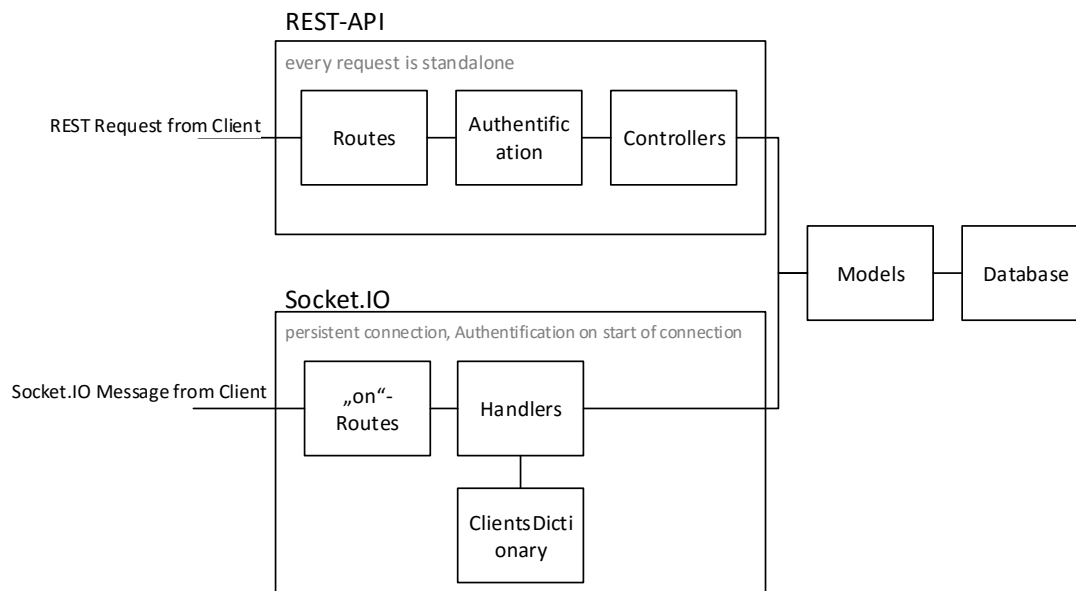 REST-API
every request is standalone
REST Request from Client
Routes
Authentific
ation
Controllers
Models
Database
Socket.IO
persistent connection, Authentification on start of connection
Socket.IO Message from Client
„on“-
Routes
Handlers
ClientsDicti
onary